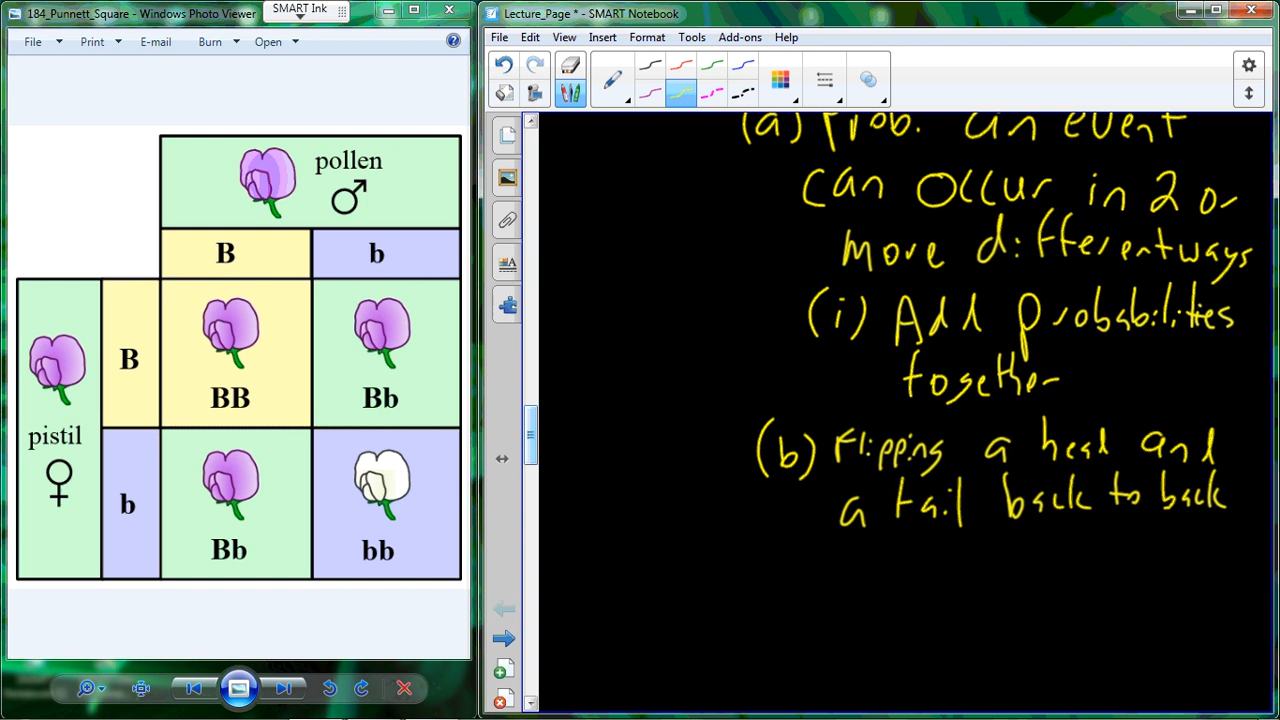 184_Punnett_Square - Windows Photo Viewer
SMART Ink
File Print E-mail Burn Open
pollen
♂
B b
pistil
♀
B
b
BB Bb
Bb bb
Lecture_Page * - SMART Notebook
File Edit View Insert Format Tools Add-ons Help
(a) Prob. an event
can occur in 2 or
more different ways
(i) Add probabilities
together
(b) Flipping a head and
a tail back to back